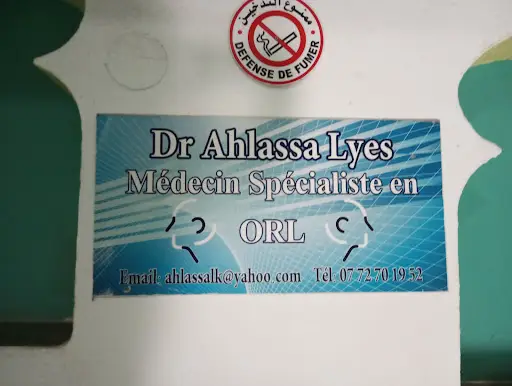 ممنوع التدخين
DEFENSE DE FUMER
Dr Ahlassa Lyes
Médecin Spécialiste en
ORL
Email: ahlassalk@yahoo.com Tél: 07 72 70 19 52